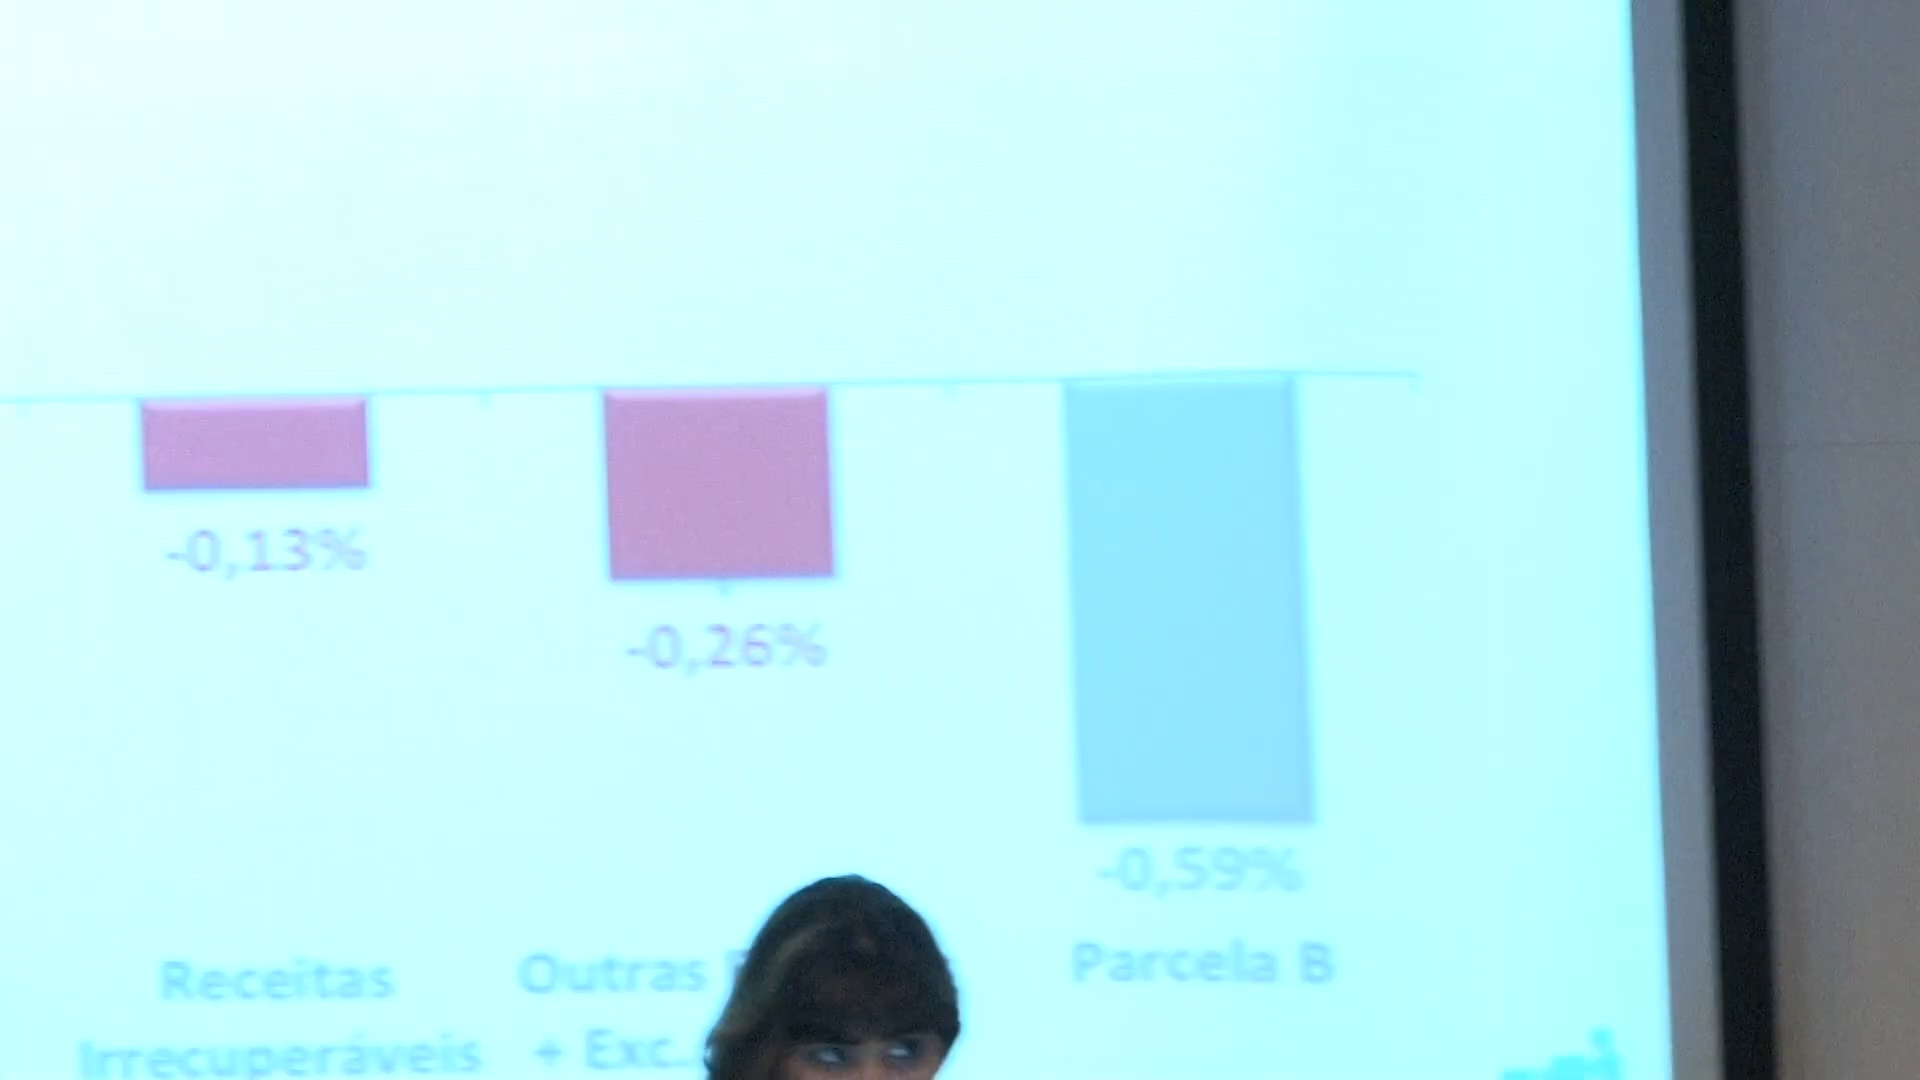 -0,13%
-0,26%
-0,59%
Receitas
Irrecuperáveis
Outras
+ Exc.
Parcela B